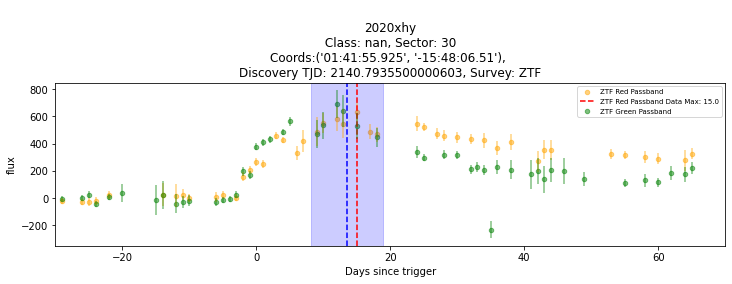 2020xhy
Class: nan, Sector: 30
Coords:('01:41:55.925', '-15:48:06.51'),
Discovery TJD: 2140.7935500000603, Survey: ZTF
800
600
400
200
0
−200
flux
−20
0
20
40
60
Days since trigger
ZTF Red Passband
ZTF Red Passband Data Max: 15.0
ZTF Green Passband